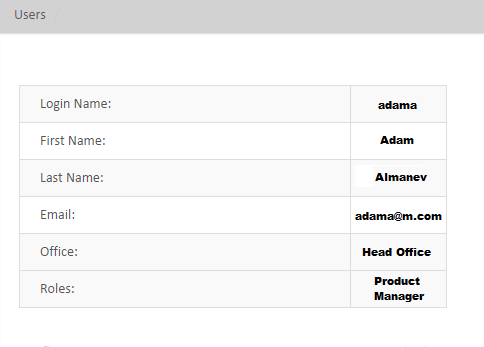 Users
Login Name: adama
First Name: Adam
Last Name: Almanev
Email: adama@m.com
Office: Head Office
Roles: Product
Manager